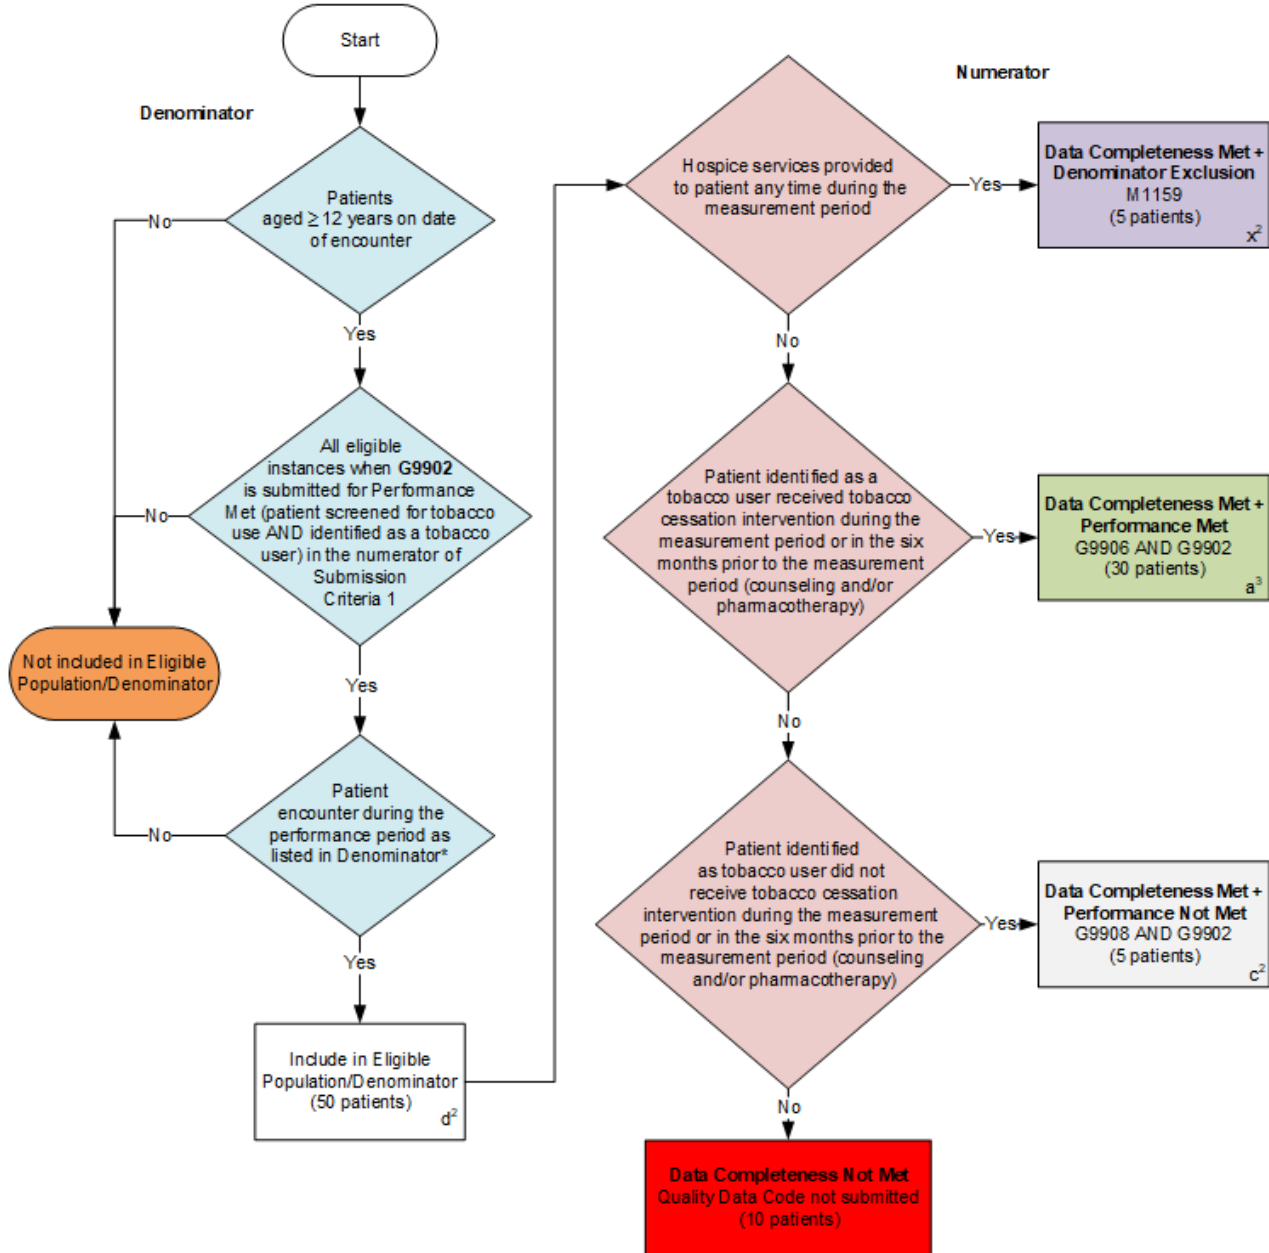 Start
Denominator
Patients
aged ≥ 12 years on date
of encounter
No
Yes
All eligible
instances when G9902
is submitted for Performance
Met (patient screened for tobacco
use AND identified as a tobacco
user) in the numerator of
Submission
Criteria 1
No
Not included in Eligible
Population/Denominator
Yes
Patient
encounter during the
performance period as
listed in Denominator*
No
Yes
Include in Eligible
Population/Denominator
(50 patients)
d²
Numerator
Hospice services provided
to patient any time during the
measurement period
Yes
Data Completeness Met +
Denominator Exclusion
M1159
(5 patients)
x²
No
Patient identified as a
tobacco user received tobacco
cessation intervention during the
measurement period or in the six
months prior to the measurement
period (counseling and/or
pharmacotherapy)
Yes
Data Completeness Met +
Performance Met
G9906 AND G9902
(30 patients)
a³
No
Patient identified
as tobacco user did not
receive tobacco cessation
intervention during the measurement
period or in the six months prior to the
measurement period (counseling
and/or pharmacotherapy)
Yes
Data Completeness Met +
Performance Not Met
G9908 AND G9902
(5 patients)
c²
No
Data Completeness Not Met
Quality Data Code not submitted
(10 patients)